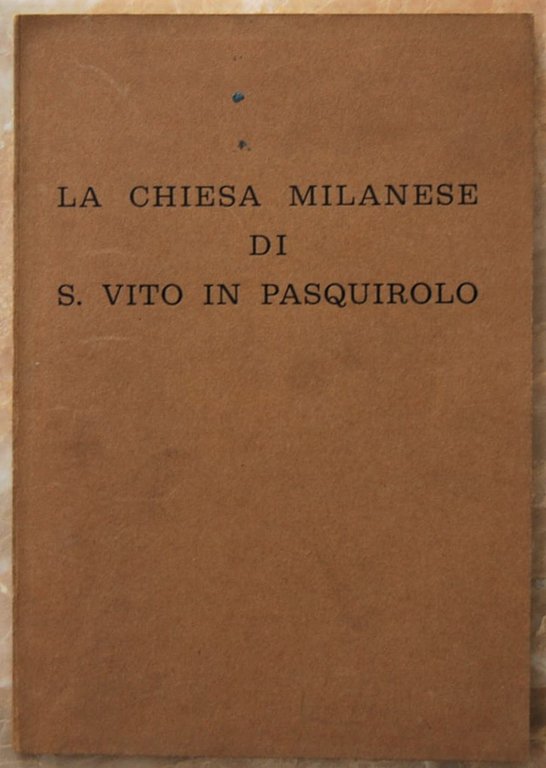 LA CHIESA MILANESE
DI
S. VITO IN PASQUIROLO